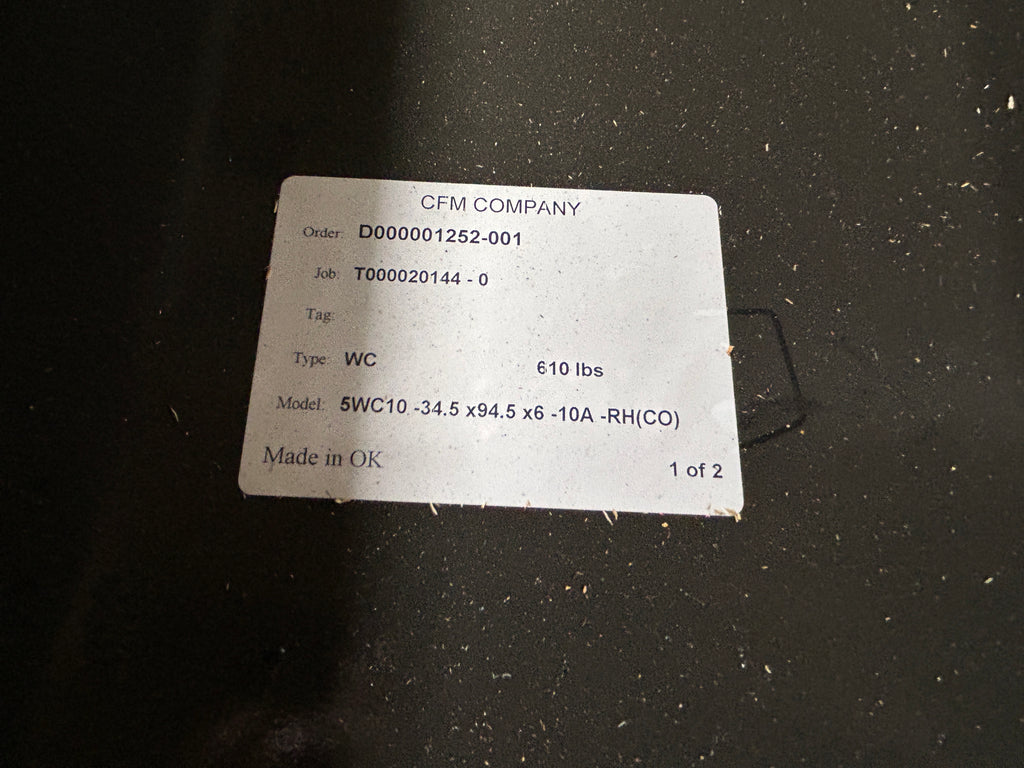 CFM COMPANY
Order: D000001252-001
Job: T000020144 - 0
Tag:
Type: WC 610 lbs
Model: 5WC10 -34.5 x94.5 x6 -10A -RH(CO)
Made in OK 1 of 2